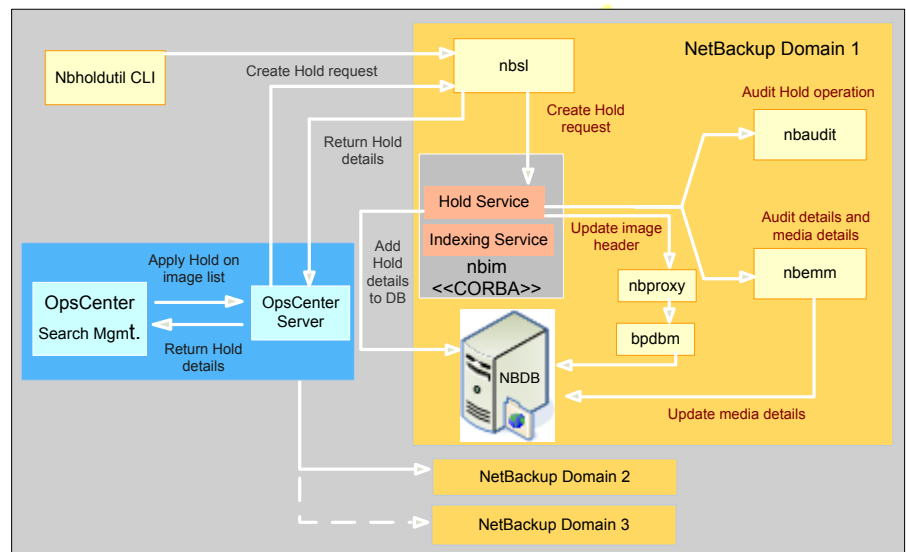 NetBackup Domain 1
Nbholdutil CLI
nbsl
Create Hold request
Create Hold
request
Audit Hold operation
nbaudit
Return Hold
details
Hold Service
Indexing Service
nbim
<<CORBA>>
Update image
header
Audit details and
media details
nbemm
Add
Hold
details
to DB
nbproxy
bpdbm
Apply Hold on
image list
OpsCenter
Search Mgmt.
OpsCenter
Server
Return Hold
details
NBDB
Update media details
NetBackup Domain 2
NetBackup Domain 3